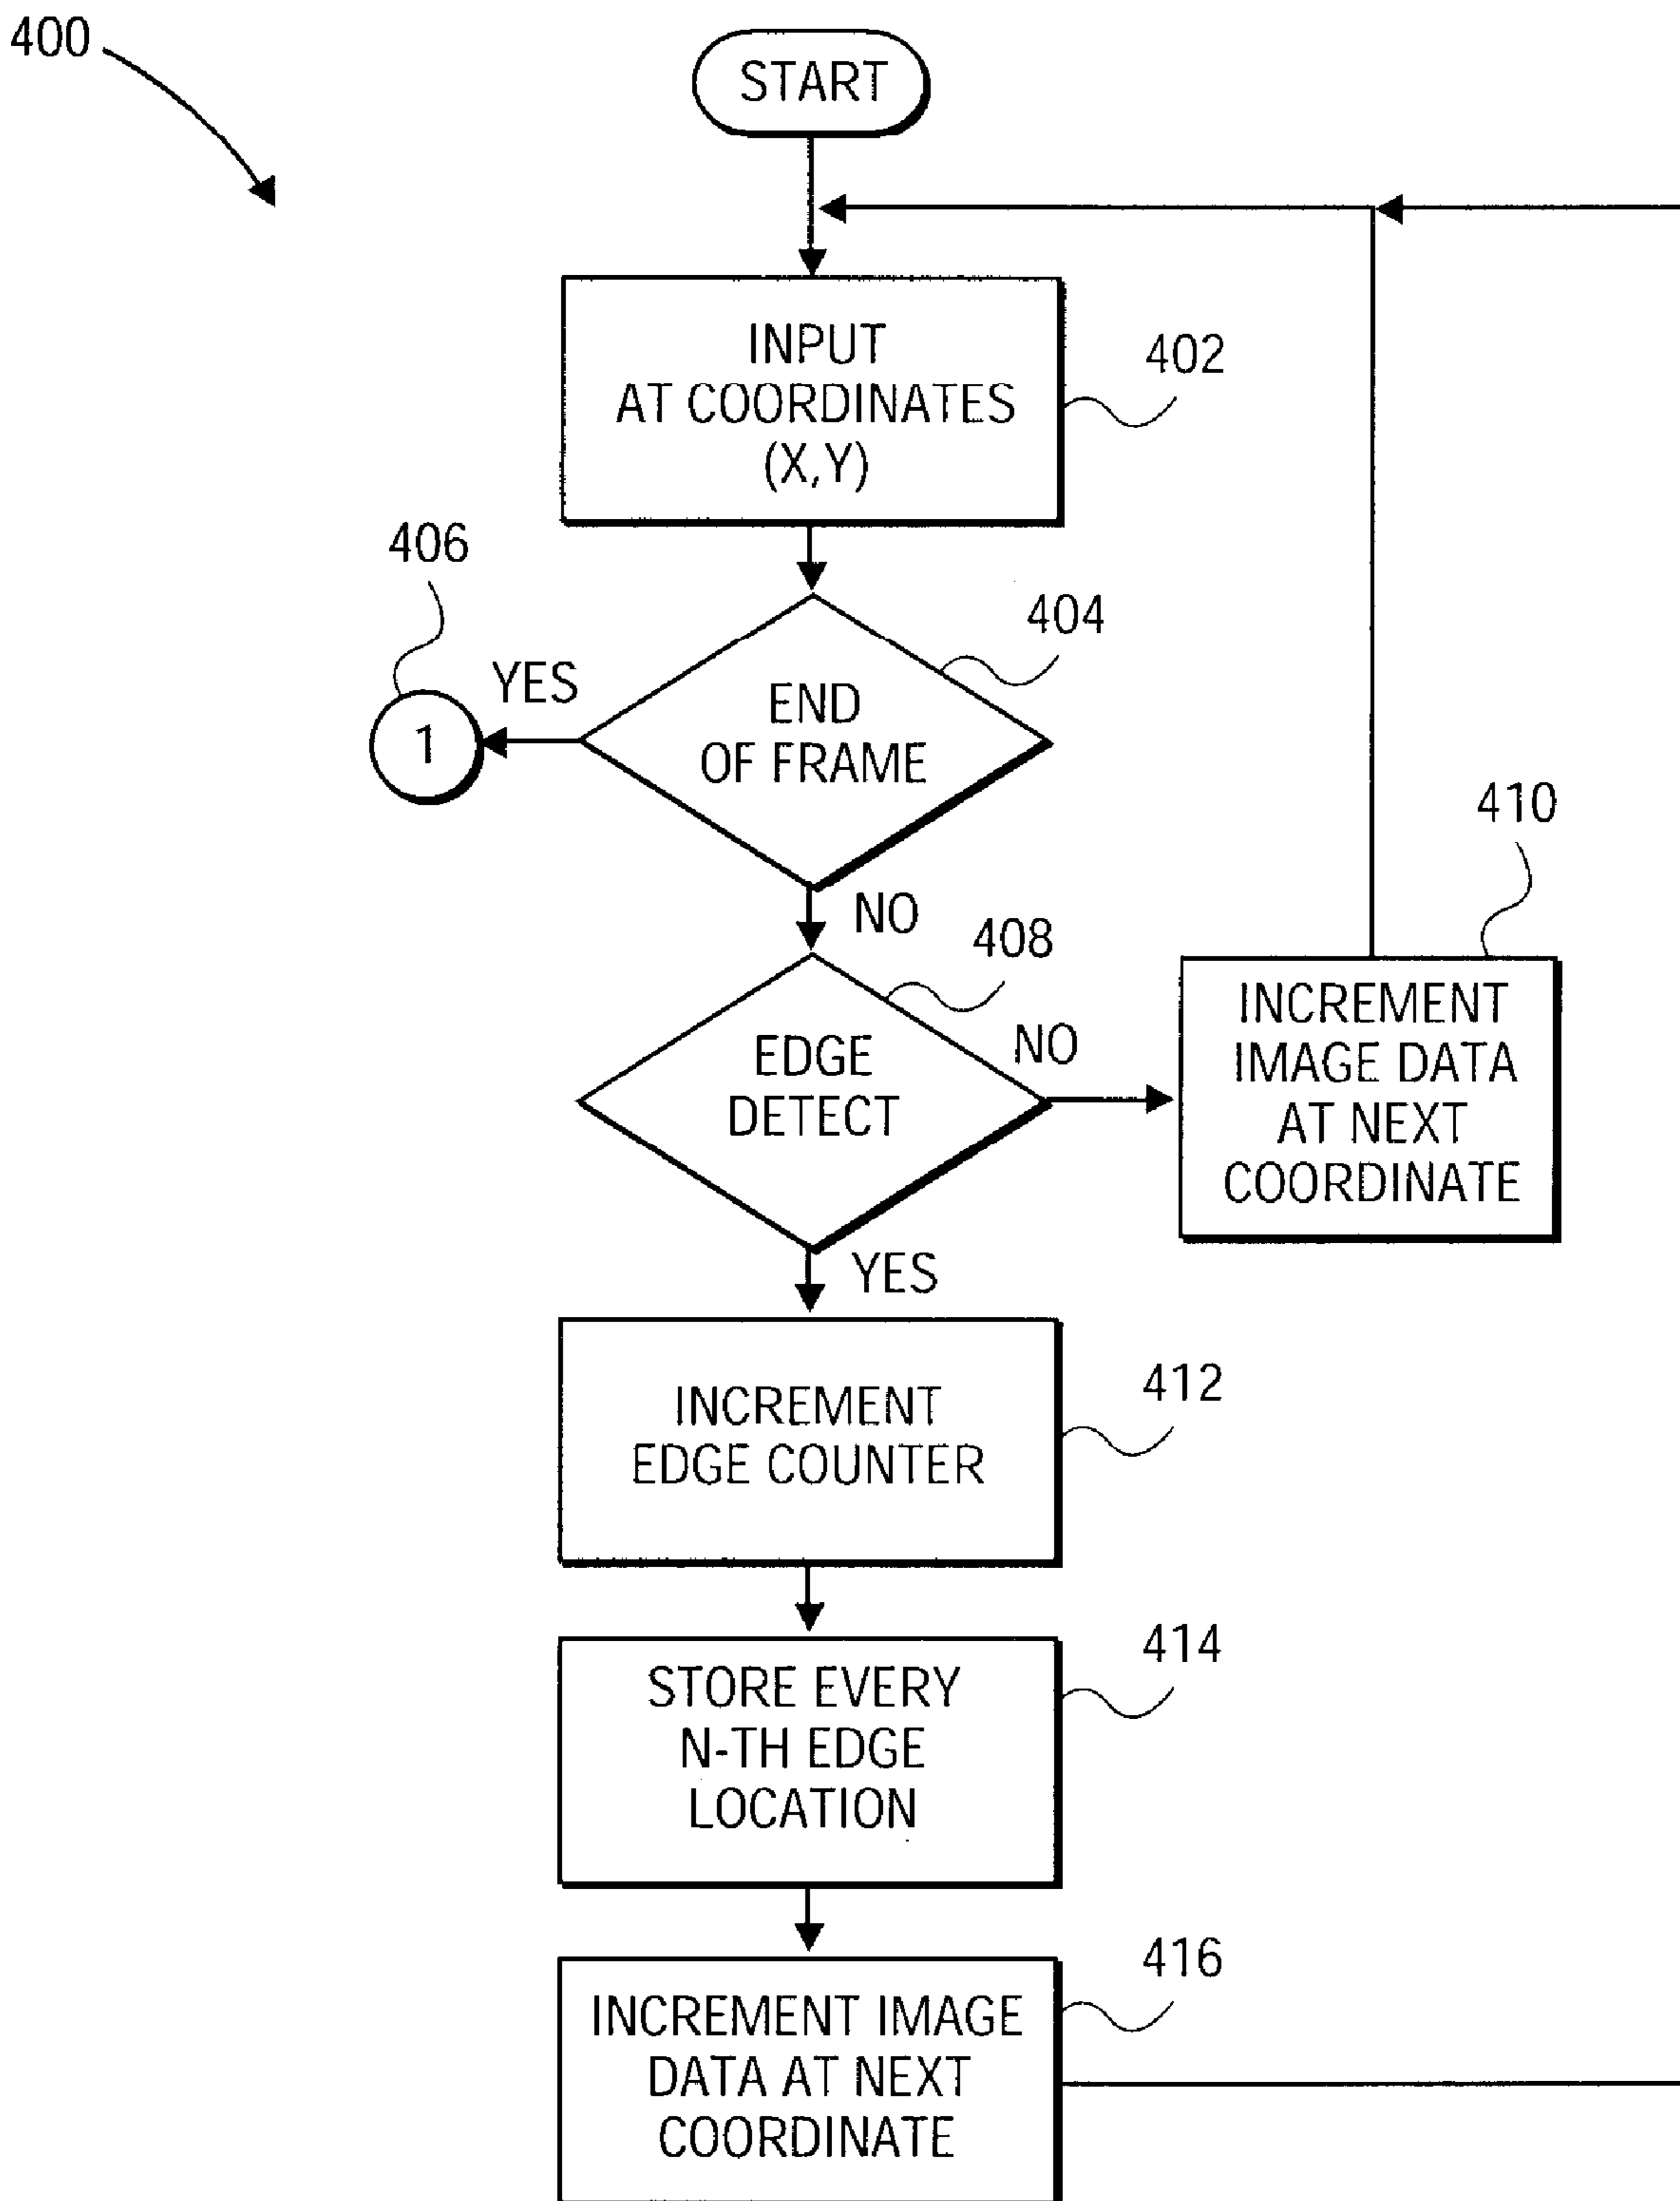 400
START
INPUT
AT COORDINATES
(X,Y)
402
406
404
YES
1
END
OF FRAME
410
NO
408
EDGE
DETECT
NO
INCREMENT
IMAGE DATA
AT NEXT
COORDINATE
YES
INCREMENT
EDGE COUNTER
412
STORE EVERY
N-TH EDGE
LOCATION
414
INCREMENT IMAGE
DATA AT NEXT
COORDINATE
416